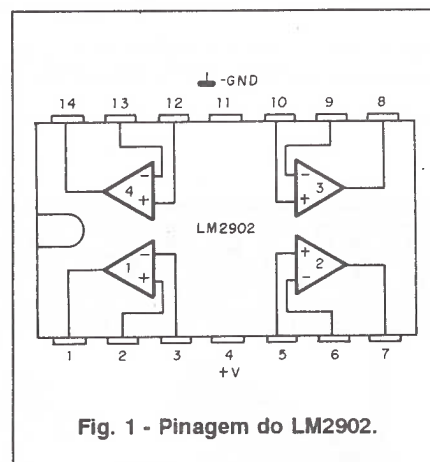 ⏚ -GND
14 13 12 11 10 9 8
- -
4 3
+ +
LM2902
- +
1 2
+ -
1 2 3 4 5 6 7
+V
Fig. 1 - Pinagem do LM2902.